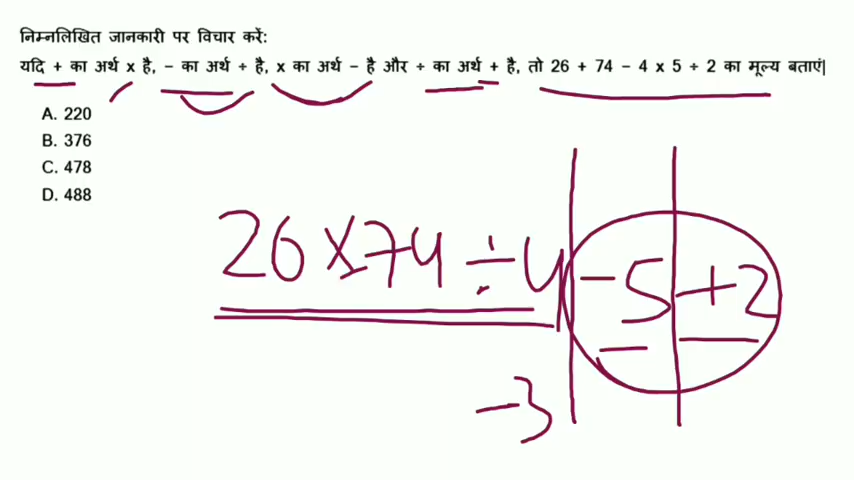 निम्नलिखित जानकारी पर विचार करें:
यदि + का अर्थ x है, − का अर्थ ÷ है, x का अर्थ − है और ÷ का अर्थ + है, तो 26 + 74 − 4 x 5 ÷ 2 का मूल्य बताएं|
A. 220
B. 376
C. 478
D. 488
26 × 74 ÷ 4 − 5 + 2
−3